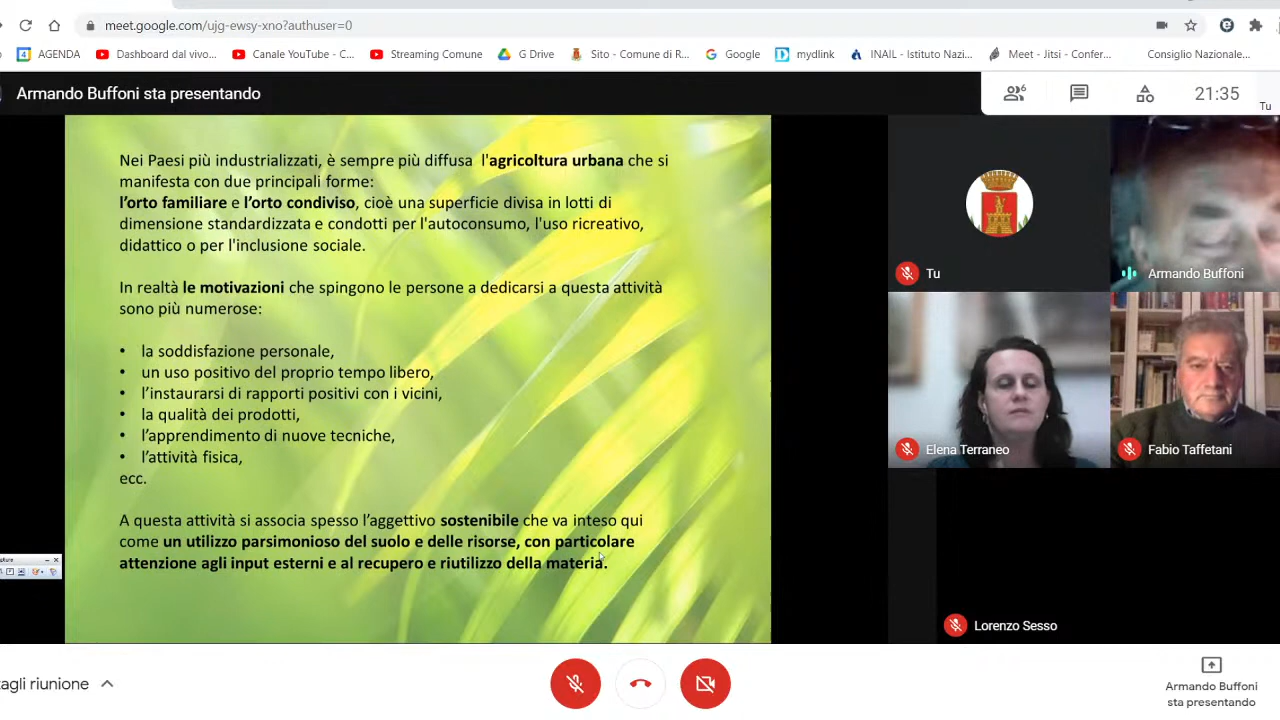 meet.google.com/ujg-ewsy-xno?authuser=0
4 AGENDA Dashboard dal vivo... Canale YouTube - C... Streaming Comune G Drive Sito - Comune di R... Google mydlink INAIL - Istituto Nazi... Meet - Jitsi - Confer... Consiglio Nazionale...
Armando Buffoni sta presentando
6
21:35
Tu
Nei Paesi più industrializzati, è sempre più diffusa l'agricoltura urbana che si
manifesta con due principali forme:
l'orto familiare e l'orto condiviso, cioè una superficie divisa in lotti di
dimensione standardizzata e condotti per l'autoconsumo, l'uso ricreativo,
didattico o per l'inclusione sociale.
In realtà le motivazioni che spingono le persone a dedicarsi a questa attività
sono più numerose:
• la soddisfazione personale,
• un uso positivo del proprio tempo libero,
• l'instaurarsi di rapporti positivi con i vicini,
• la qualità dei prodotti,
• l'apprendimento di nuove tecniche,
• l'attività fisica,
ecc.
A questa attività si associa spesso l'aggettivo sostenibile che va inteso qui
come un utilizzo parsimonioso del suolo e delle risorse, con particolare
attenzione agli input esterni e al recupero e riutilizzo della materia.
Tu
Armando Buffoni
Elena Terraneo
Fabio Taffetani
Lorenzo Sesso
tagli riunione
Armando Buffoni
sta presentando